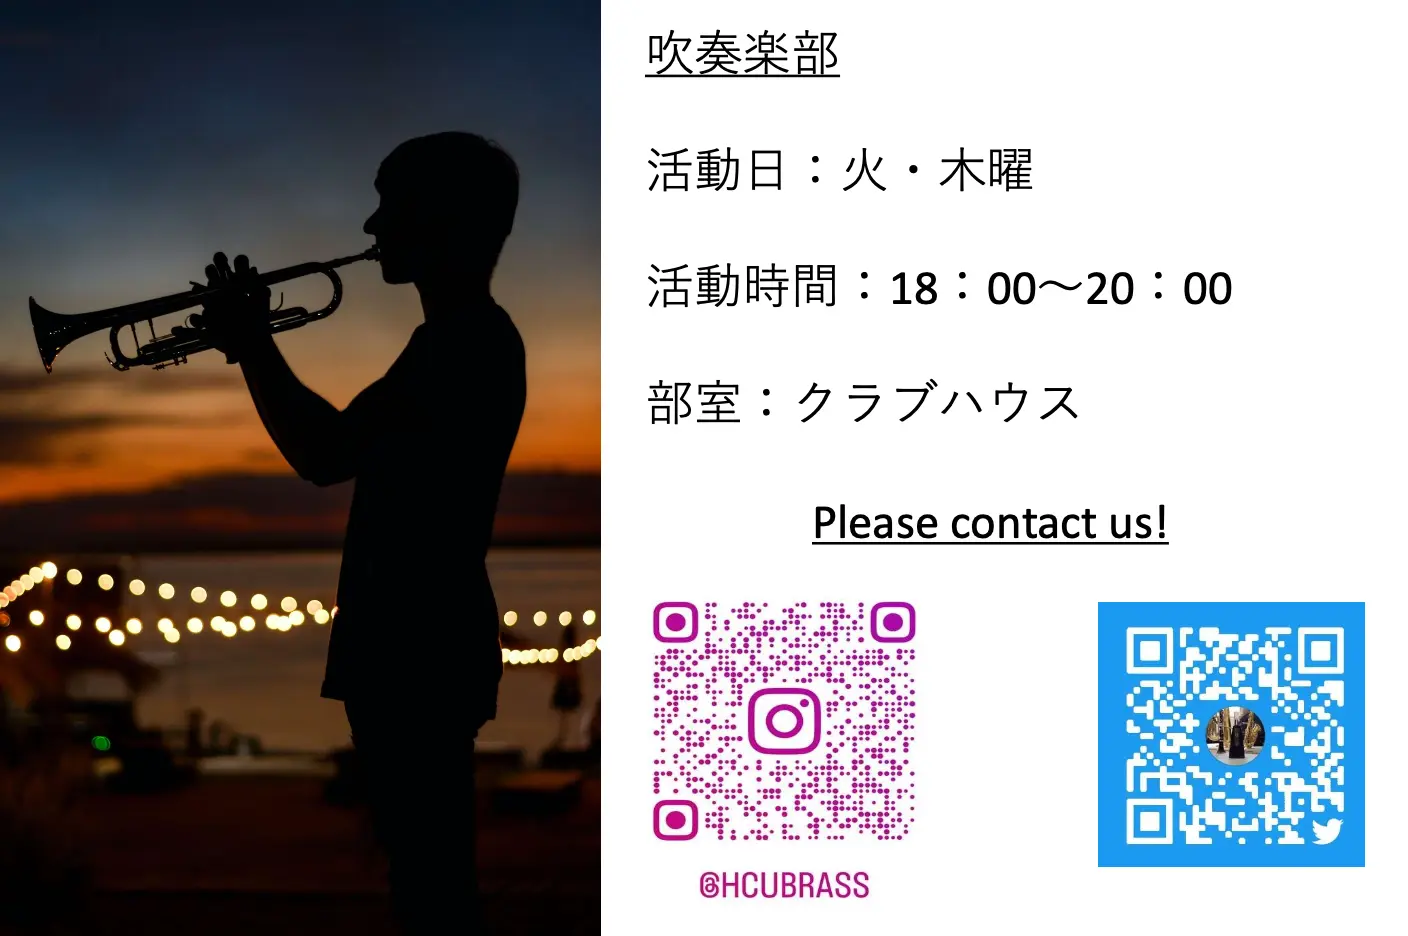 吹奏楽部
活動日：火・木曜
活動時間：18：00～20：00
部室：クラブハウス
Please contact us!
@HCUBRASS